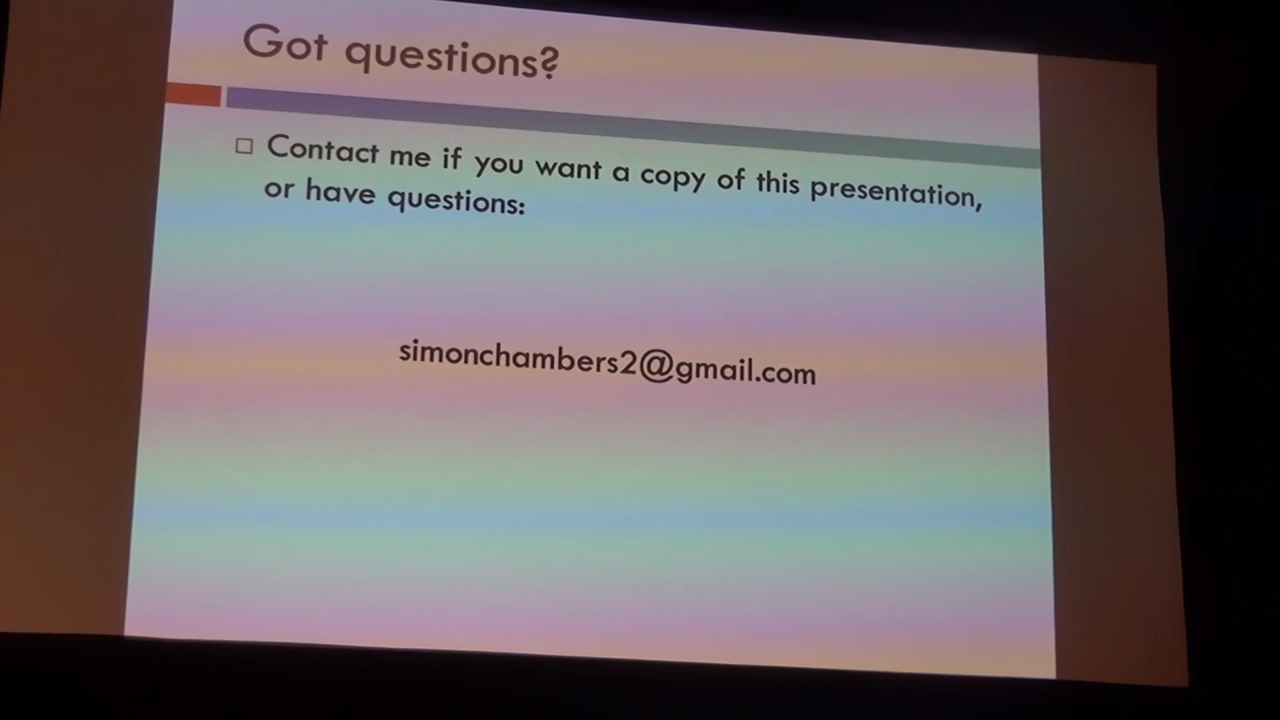 Got questions?
Contact me if you want a copy of this presentation,
or have questions:
simonchambers2@gmail.com